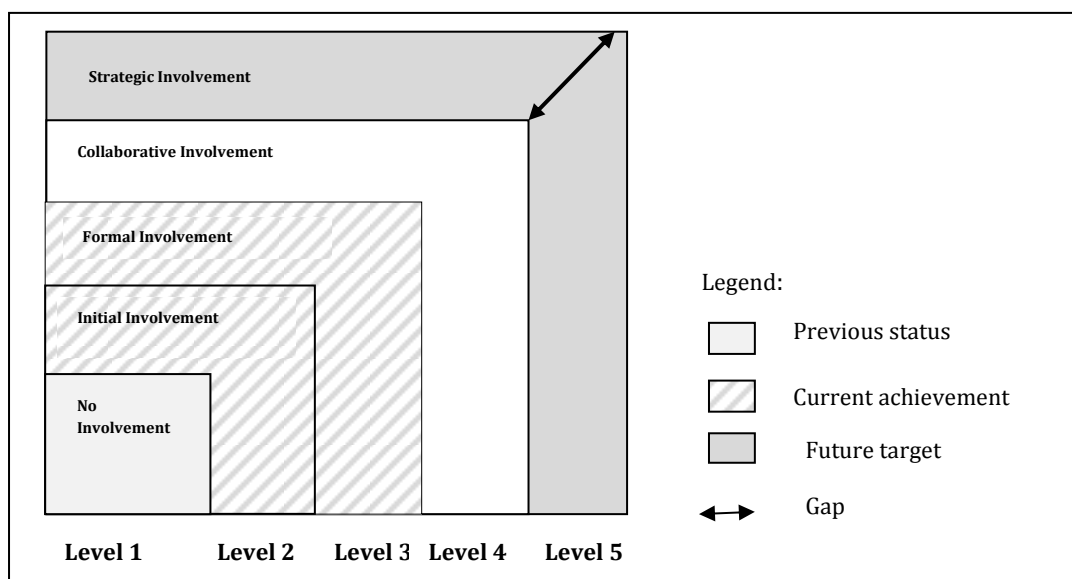 Strategic Involvement
Collaborative Involvement
Formal Involvement
Initial Involvement
No
Involvement
Level 1 Level 2 Level 3 Level 4 Level 5
Legend:
Previous status
Current achievement
Future target
Gap